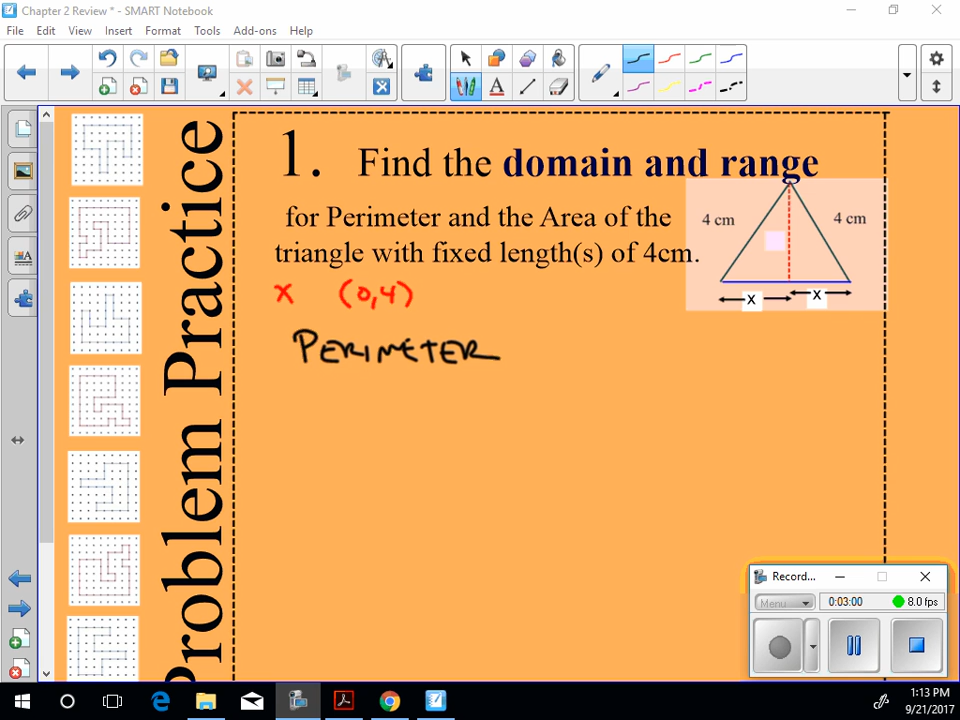 Chapter 2 Review * - SMART Notebook
File Edit View Insert Format Tools Add-ons Help
Problem Practice
1. Find the domain and range
for Perimeter and the Area of the
triangle with fixed length(s) of 4cm.
4 cm 4 cm
x x
x (0,4)
PERIMETER
Record...
Menu 0:03:00 8.0 fps
1:13 PM
9/21/2017